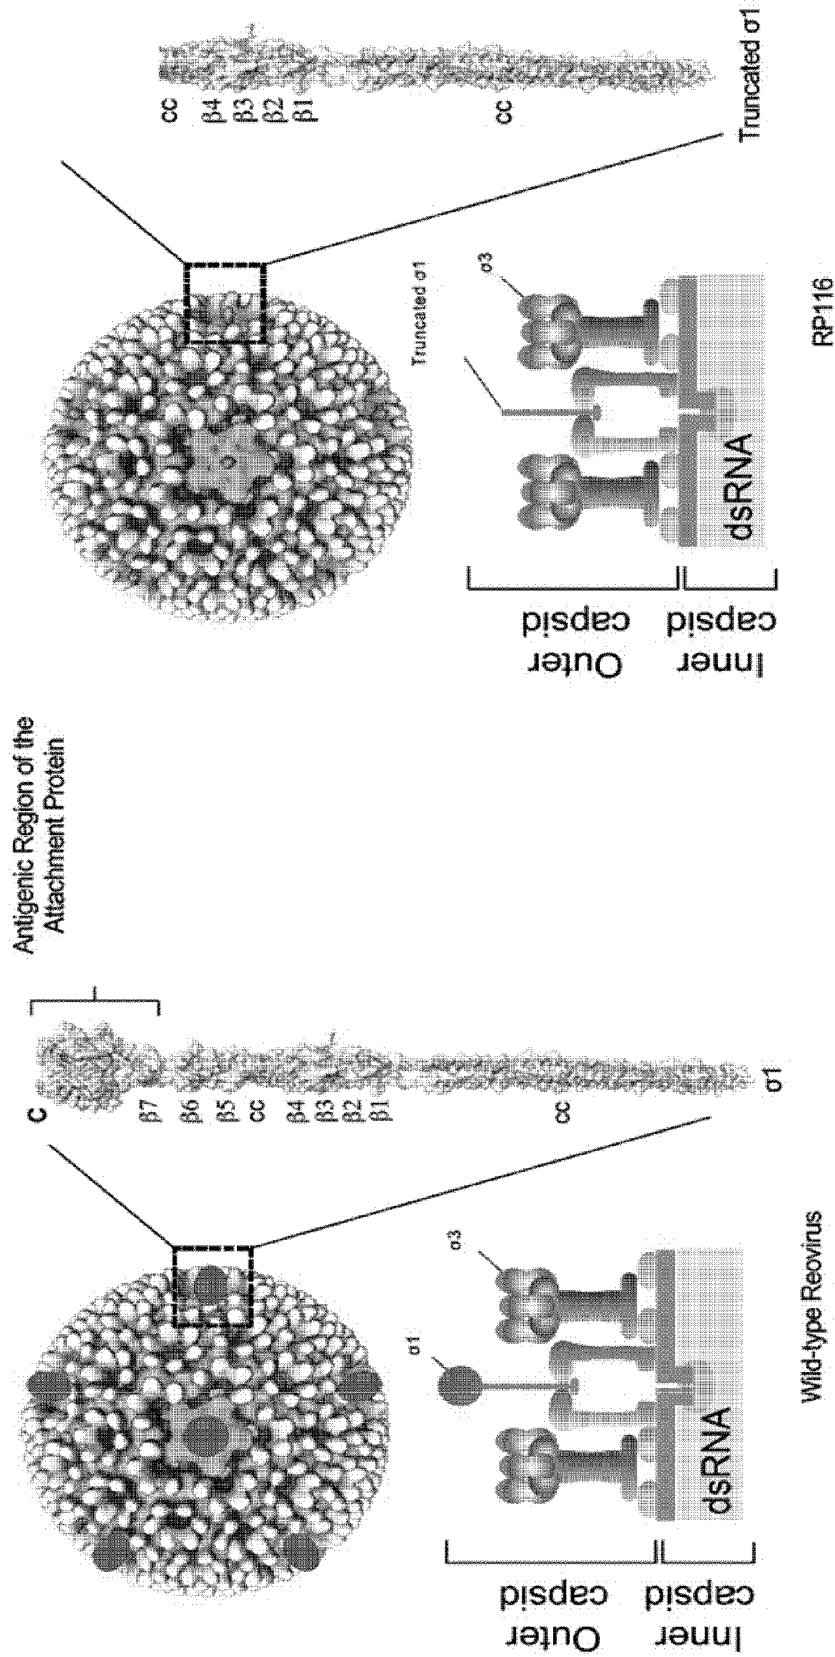 Antigenic Region of the
Attachment Protein
C
β7
β6
β5
cc
β4
β3
β2
β1
cc
σ1
σ1
σ3
Outer
capsid
Inner
capsid
dsRNA
Wild-type Reovirus
cc
β4
β3
β2
β1
cc
Truncated σ1
Truncated σ1
σ3
Outer
capsid
Inner
capsid
dsRNA
RP116